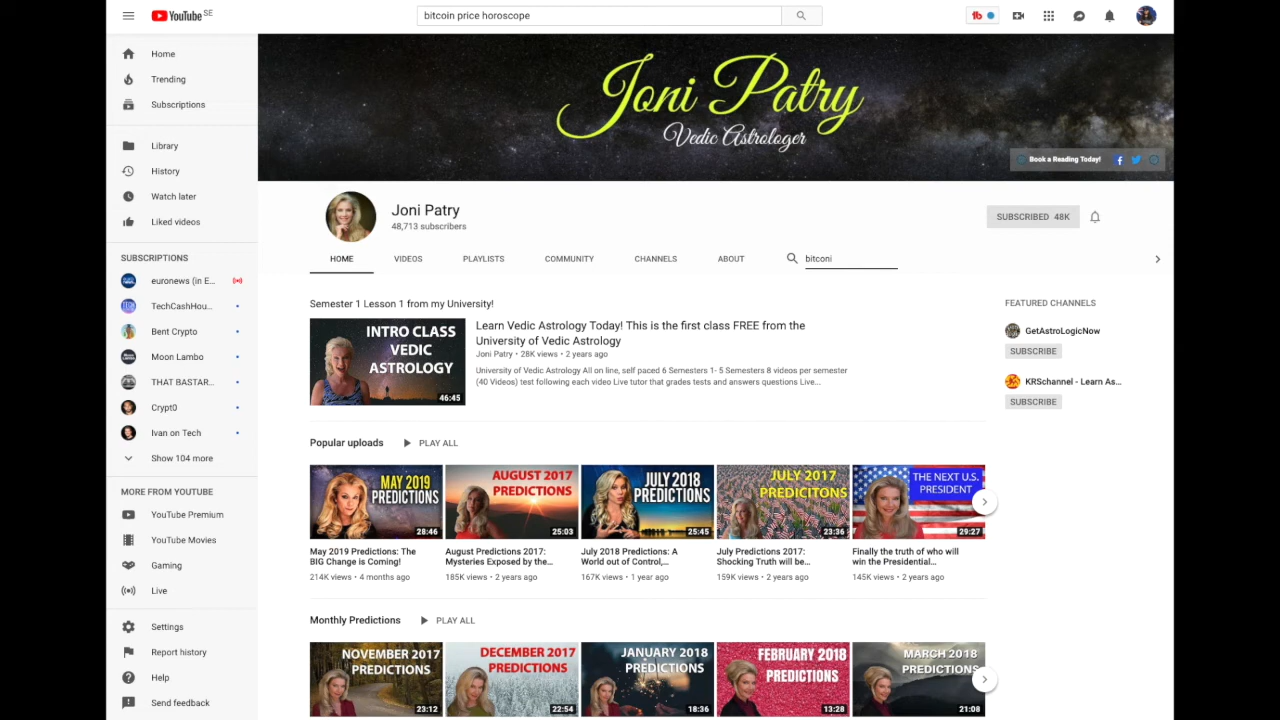 YouTube SE
bitcoin price horoscope
tb
Home
Trending
Subscriptions
Library
History
Watch later
Liked videos
SUBSCRIPTIONS
euronews (in E...
TechCashHou...
Bent Crypto
Moon Lambo
THAT BASTAR...
Crypt0
Ivan on Tech
Show 104 more
MORE FROM YOUTUBE
YouTube Premium
YouTube Movies
Gaming
Live
Settings
Report history
Help
Send feedback
Joni Patry
Vedic Astrologer
Book a Reading Today!
Joni Patry
48,713 subscribers
SUBSCRIBED 48K
HOME VIDEOS PLAYLISTS COMMUNITY CHANNELS ABOUT bitconi
Semester 1 Lesson 1 from my University!
INTRO CLASS
VEDIC
ASTROLOGY
46:45
Learn Vedic Astrology Today! This is the first class FREE from the
University of Vedic Astrology
Joni Patry • 28K views • 2 years ago
University of Vedic Astrology All on line, self paced 6 Semesters 1- 5 Semesters 8 videos per semester
(40 Videos) test following each video Live tutor that grades tests and answers questions Live...
FEATURED CHANNELS
GetAstroLogicNow
SUBSCRIBE
KRSchannel - Learn As...
SUBSCRIBE
Popular uploads PLAY ALL
MAY 2019
PREDICTIONS
28:46
May 2019 Predictions: The
BIG Change is Coming!
214K views • 4 months ago
AUGUST 2017
PREDICTIONS
25:03
August Predictions 2017:
Mysteries Exposed by the...
185K views • 2 years ago
JULY 2018
PREDICTIONS
25:45
July 2018 Predictions: A
World out of Control,...
167K views • 1 year ago
JULY 2017
PREDICITONS
23:36
July Predictions 2017:
Shocking Truth will be...
159K views • 2 years ago
THE NEXT U.S.
PRESIDENT
29:27
Finally the truth of who will
win the Presidential...
145K views • 2 years ago
Monthly Predictions PLAY ALL
NOVEMBER 2017
PREDICTIONS
23:12
DECEMBER 2017
PREDICTIONS
22:54
JANUARY 2018
PREDICTIONS
18:36
FEBRUARY 2018
PREDICTIONS
13:28
MARCH 2018
PREDICTIONS
21:08